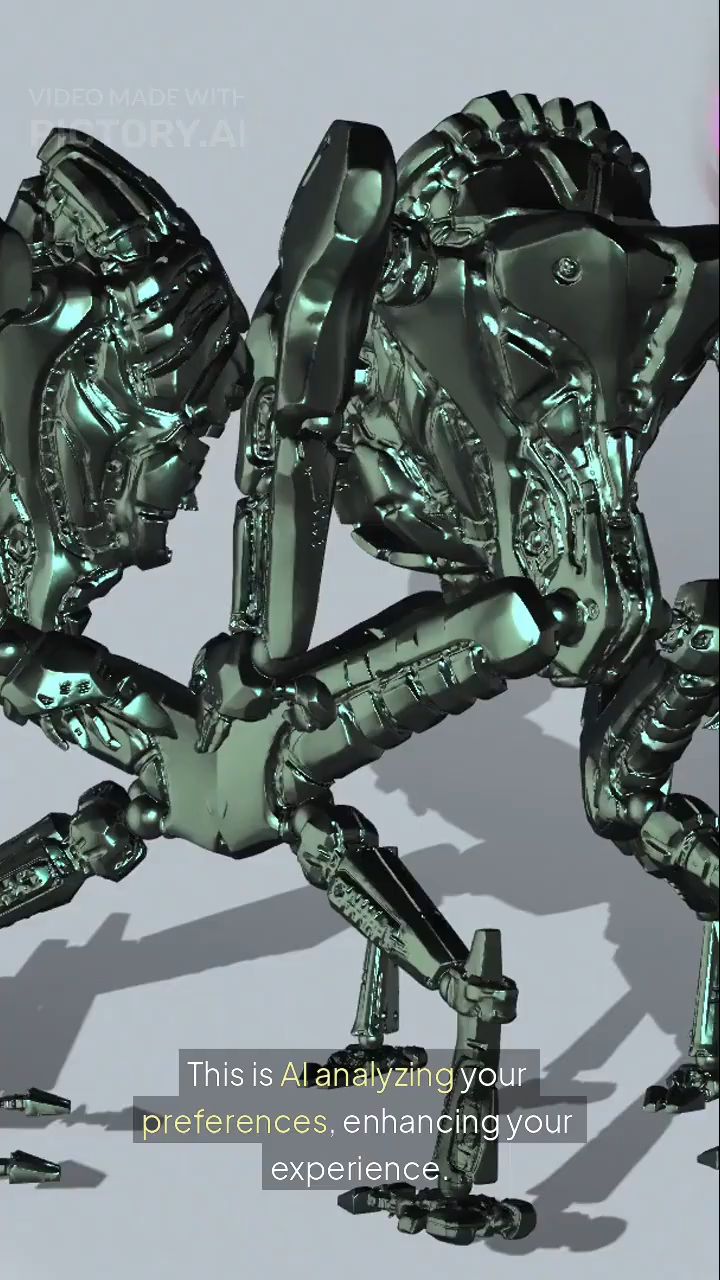 VIDEO MADE WITH
PICTORY.AI
This is AI analyzing your
preferences, enhancing your
experience.